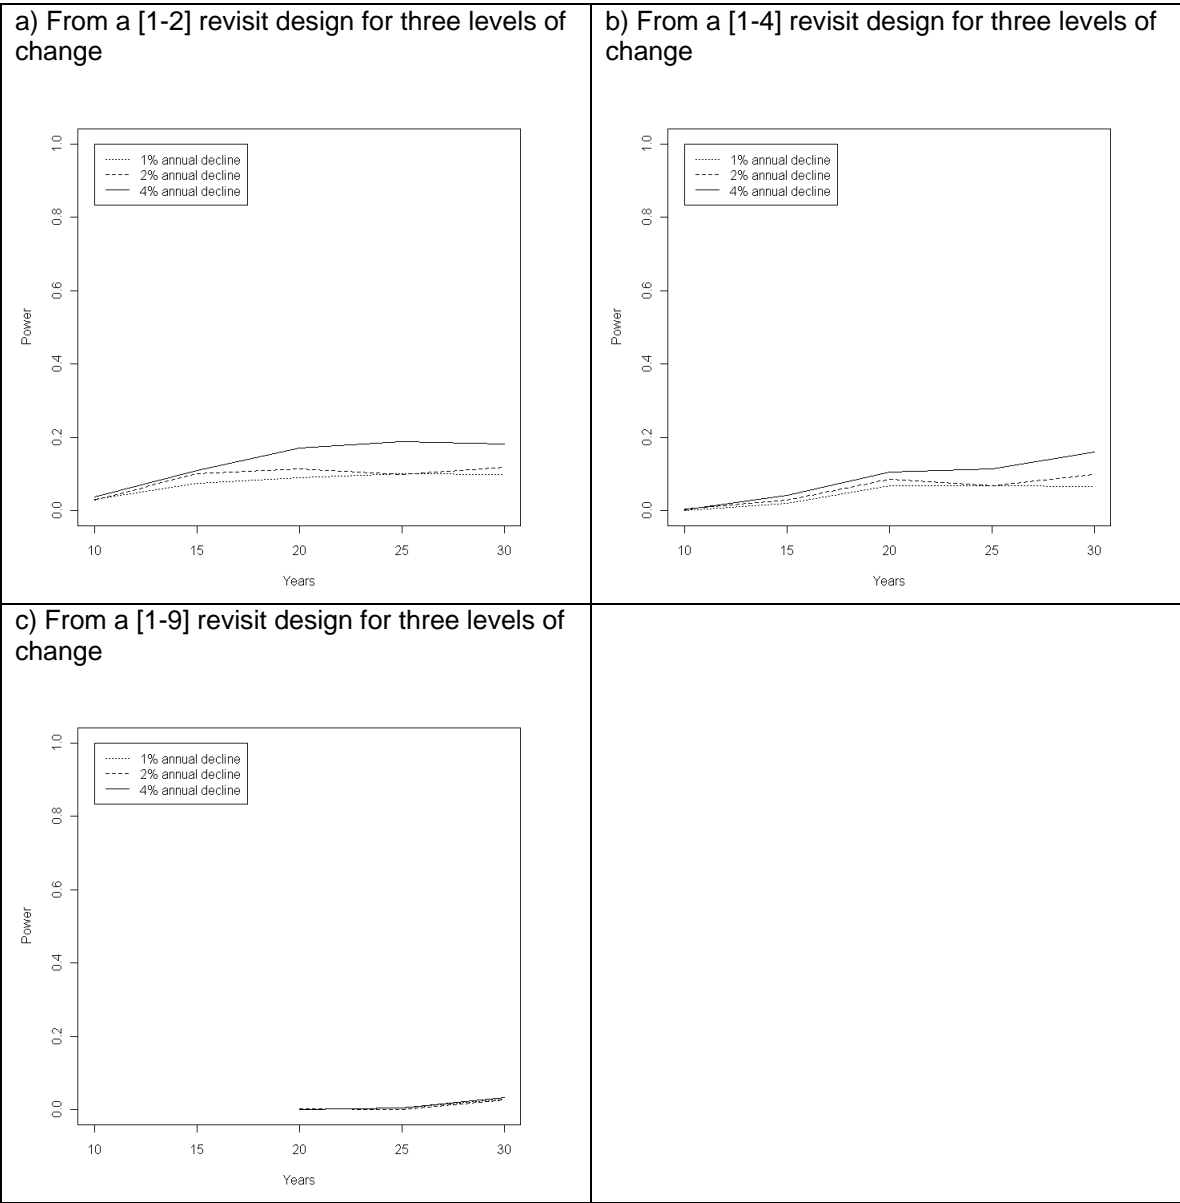 a) From a [1-2] revisit design for three levels of
change
1.0
0.8
0.6
0.4
0.2
0.0
Power
1% annual decline
2% annual decline
4% annual decline
10 15 20 25 30
Years
b) From a [1-4] revisit design for three levels of
change
1.0
0.8
0.6
0.4
0.2
0.0
Power
1% annual decline
2% annual decline
4% annual decline
10 15 20 25 30
Years
c) From a [1-9] revisit design for three levels of
change
1.0
0.8
0.6
0.4
0.2
0.0
Power
1% annual decline
2% annual decline
4% annual decline
10 15 20 25 30
Years